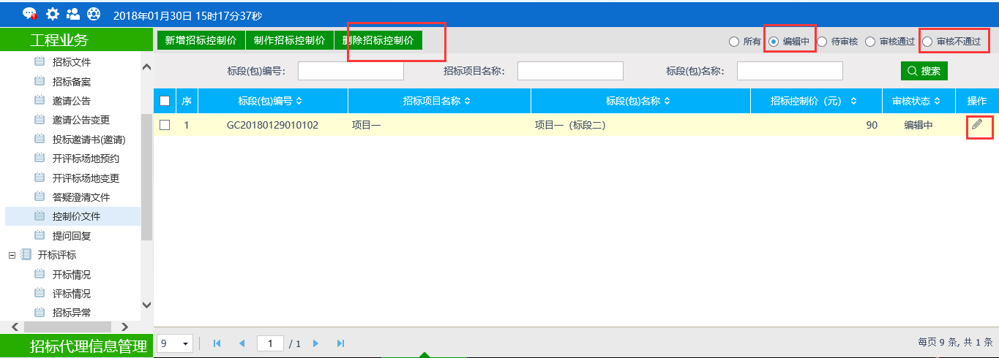 2018年01月30日 15时17分37秒
工程业务
招标文件
招标备案
邀请公告
邀请公告变更
投标邀请书(邀请)
开评标场地预约
开评标场地变更
答疑澄清文件
控制价文件
提问回复
开标评标
开标情况
评标情况
招标异常
招标代理信息管理
新增招标控制价 制作招标控制价 删除招标控制价 所有 编辑中 待审核 审核通过 审核不通过
标段(包)编号： 招标项目名称： 标段(包)名称： 搜索
序 标段(包)编号 招标项目名称 标段(包)名称 招标控制价（元） 审核状态 操作
1 GC20180129010102 项目一 项目一（标段二） 90 编辑中
9 1 / 1 每页 9 条, 共 1 条